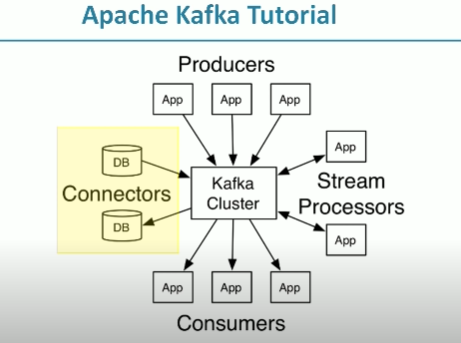 Apache Kafka Tutorial
Producers
App
App
App
DB
Connectors
DB
Kafka
Cluster
App
Stream
Processors
App
App
App
App
Consumers